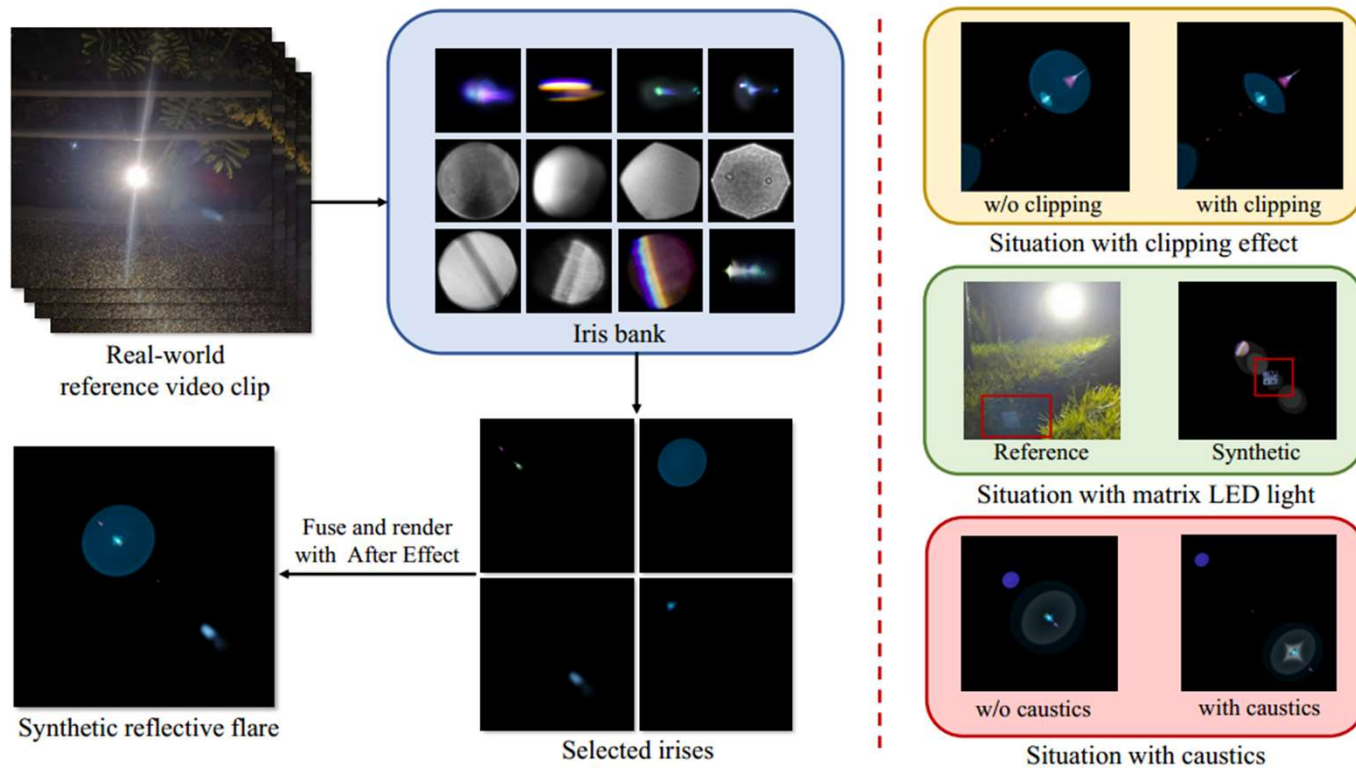 Real-world
reference video clip
Iris bank
Fuse and render
with After Effect
Synthetic reflective flare
Selected irises
w/o clipping
with clipping
Situation with clipping effect
Reference
Synthetic
Situation with matrix LED light
w/o caustics
with caustics
Situation with caustics